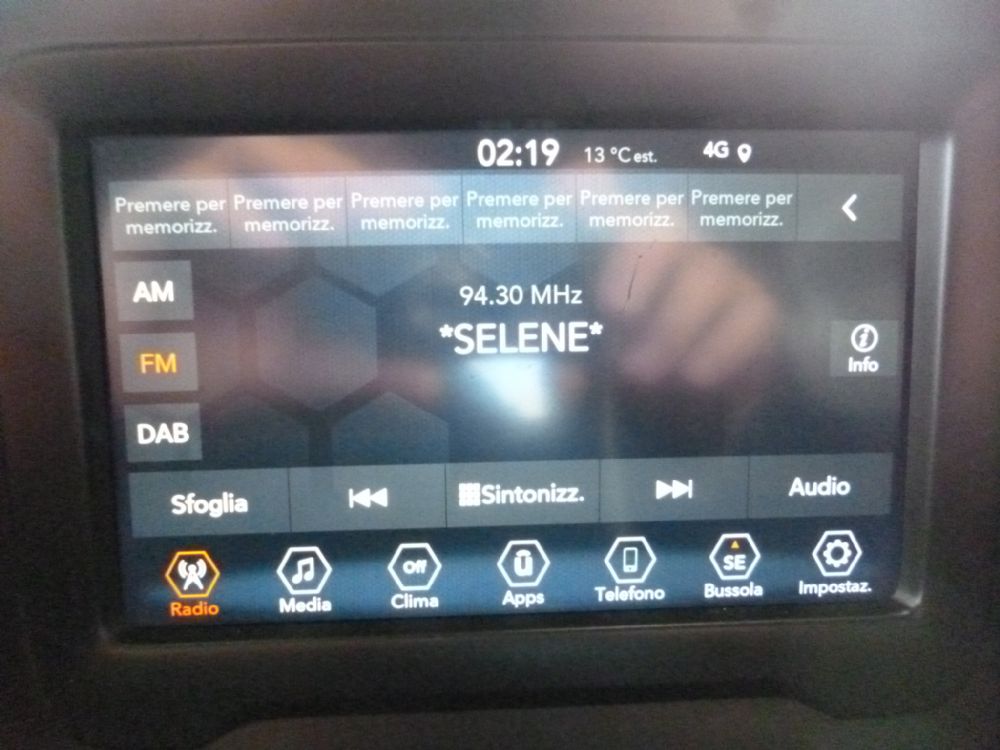 02:19 13 °C est. 4G
Premere per memorizz. Premere per memorizz. Premere per memorizz. Premere per memorizz. Premere per memorizz. Premere per memorizz.
AM
94.30 MHz
*SELENE*
FM
Info
DAB
Sfoglia Sintonizz. Audio
Off SE
Radio Media Clima Apps Telefono Bussola Impostaz.